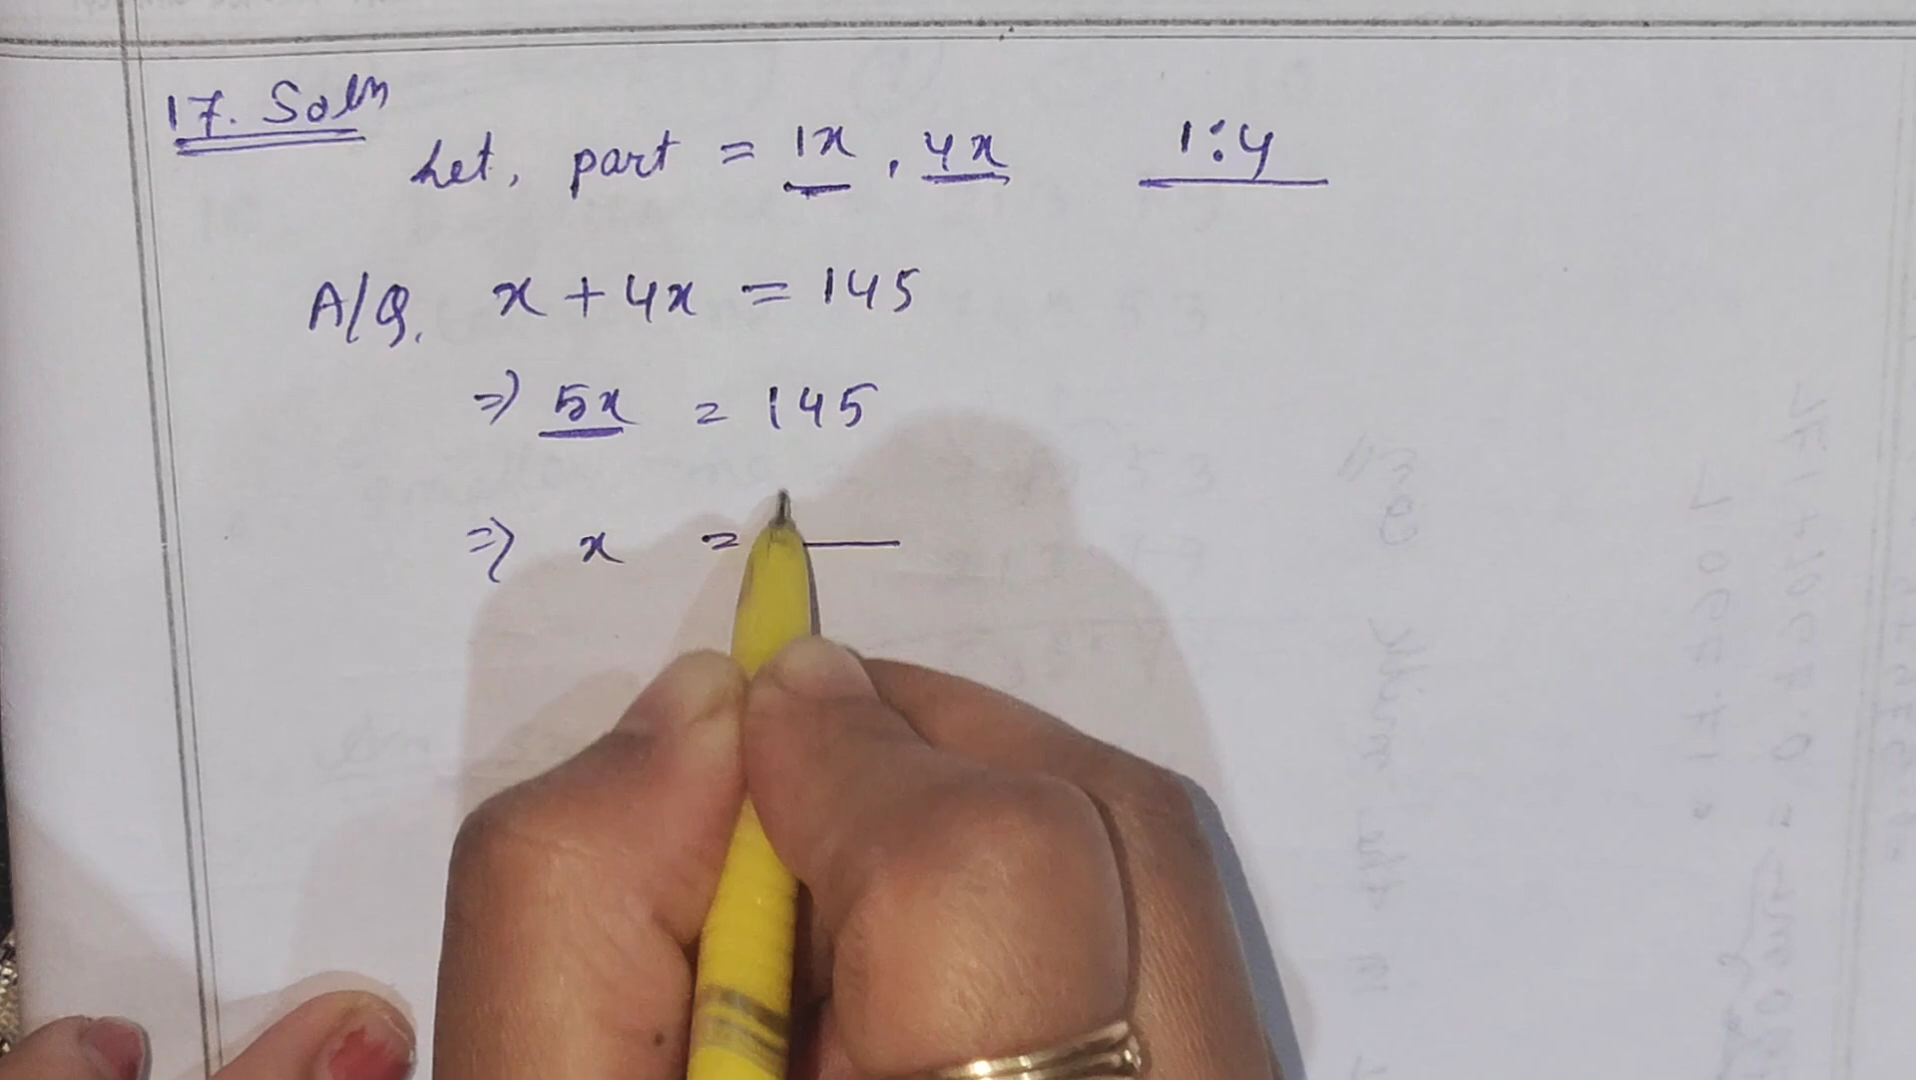 17. Soln
Let, part = 1x, 4x 1:4
A/Q. x + 4x = 145
=> 5x = 145
=> x =